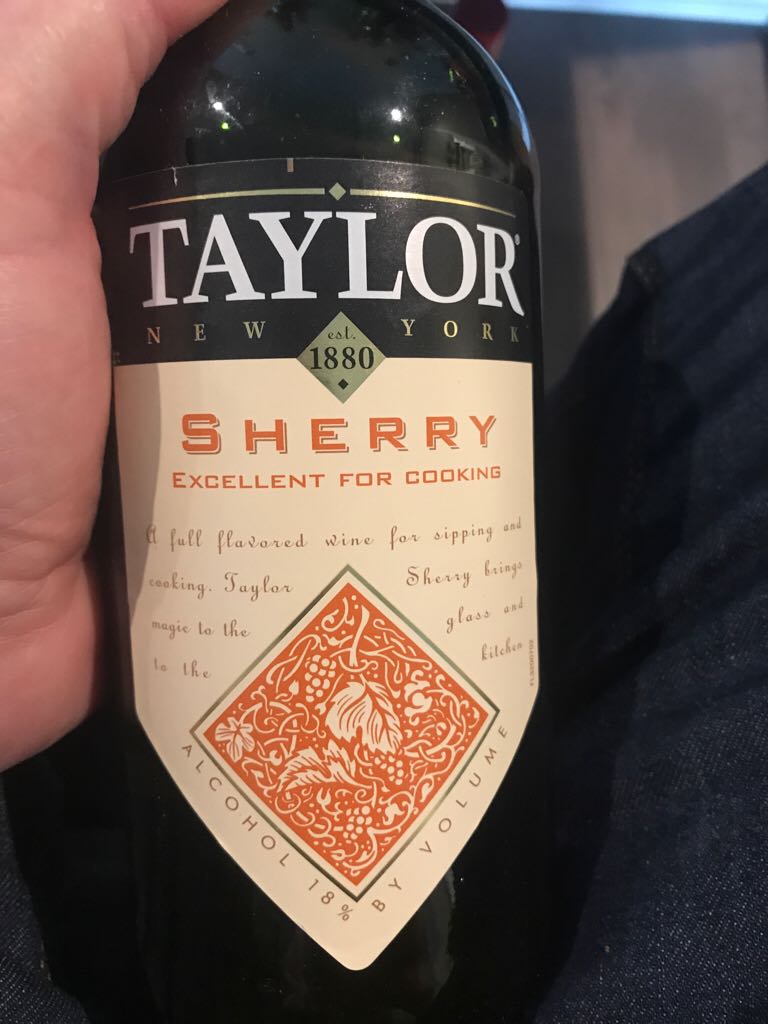 TAYLOR®
NEW YORK
est.
1880
SHERRY
EXCELLENT FOR COOKING
A full flavored wine for sipping and
cooking. Taylor Sherry brings
magic to the glass and
to the kitchen
ALCOHOL 18% BY VOLUME